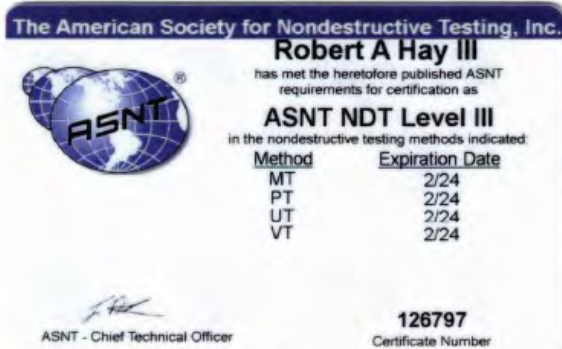 The American Society for Nondestructive Testing, Inc.
ASNT
®
Robert A Hay III
has met the heretofore published ASNT
requirements for certification as
ASNT NDT Level III
in the nondestructive testing methods indicated:
Method Expiration Date
MT 2/24
PT 2/24
UT 2/24
VT 2/24
ASNT - Chief Technical Officer
126797
Certificate Number